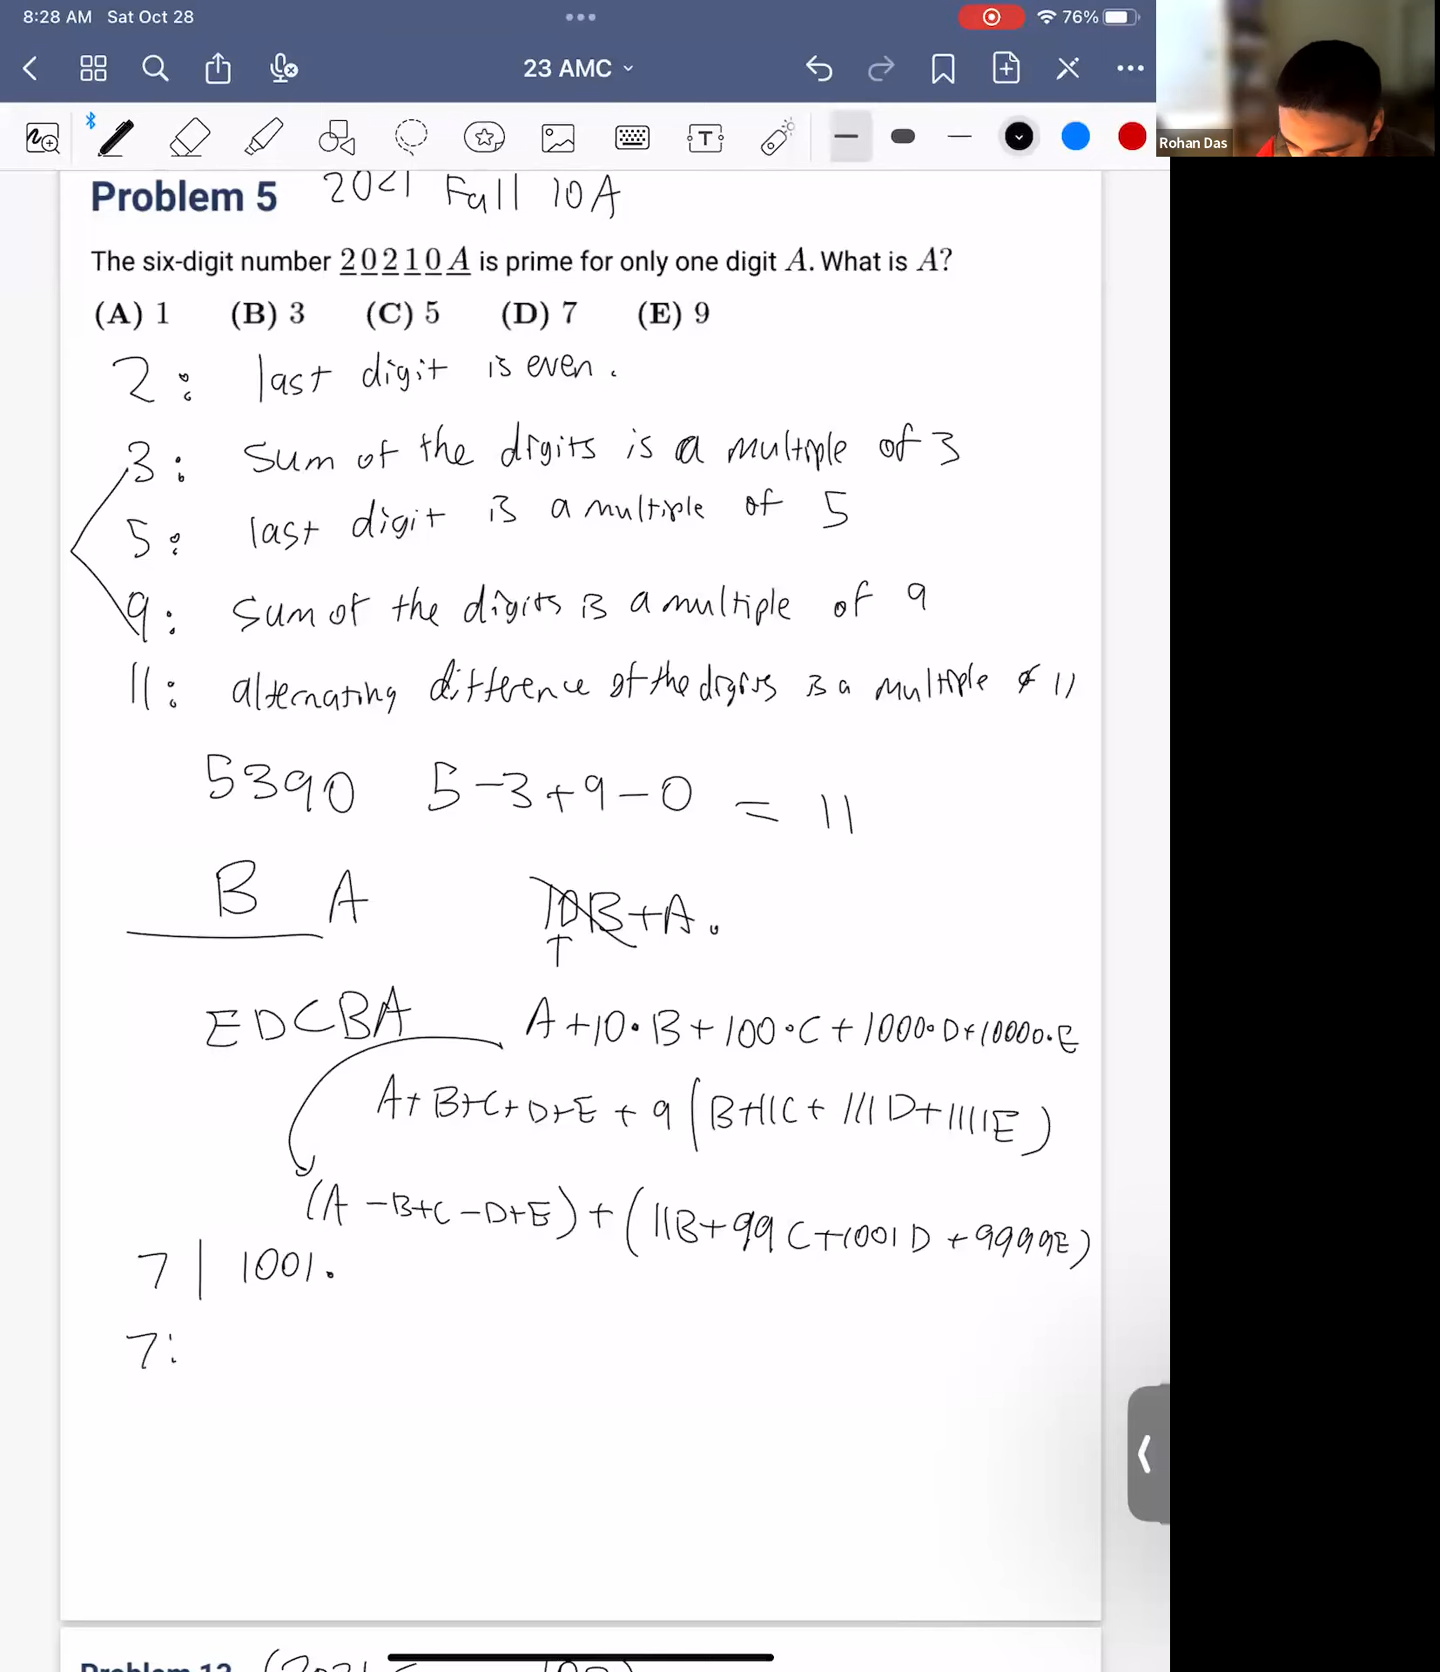 8:28 AM Sat Oct 28
76%
23 AMC
T
Rohan Das
Problem 5 2021 Fall 10A
The six-digit number 20210A is prime for only one digit A. What is A?
(A) 1 (B) 3 (C) 5 (D) 7 (E) 9
2: last digit is even.
3: sum of the digits is a multiple of 3
5: last digit is a multiple of 5
9: sum of the digits is a multiple of 9
11: alternating difference of the digits is a multiple of 11
5390 5-3+9-0 = 11
B A 10B+A.
EDCBA A+10·B+100·C+1000·D+10000·E
A+B+C+D+E + 9(B+11C+111D+1111E)
(A-B+C-D+E)+(11B+99C+1001D+9999E)
7 | 1001.
7: